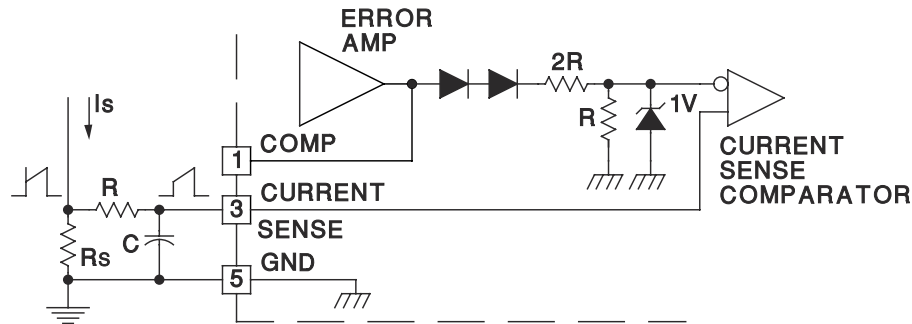 ERROR
AMP
2R
Is
R
1V
1
COMP
CURRENT
SENSE
COMPARATOR
R
3
CURRENT
SENSE
C
Rs
5
GND